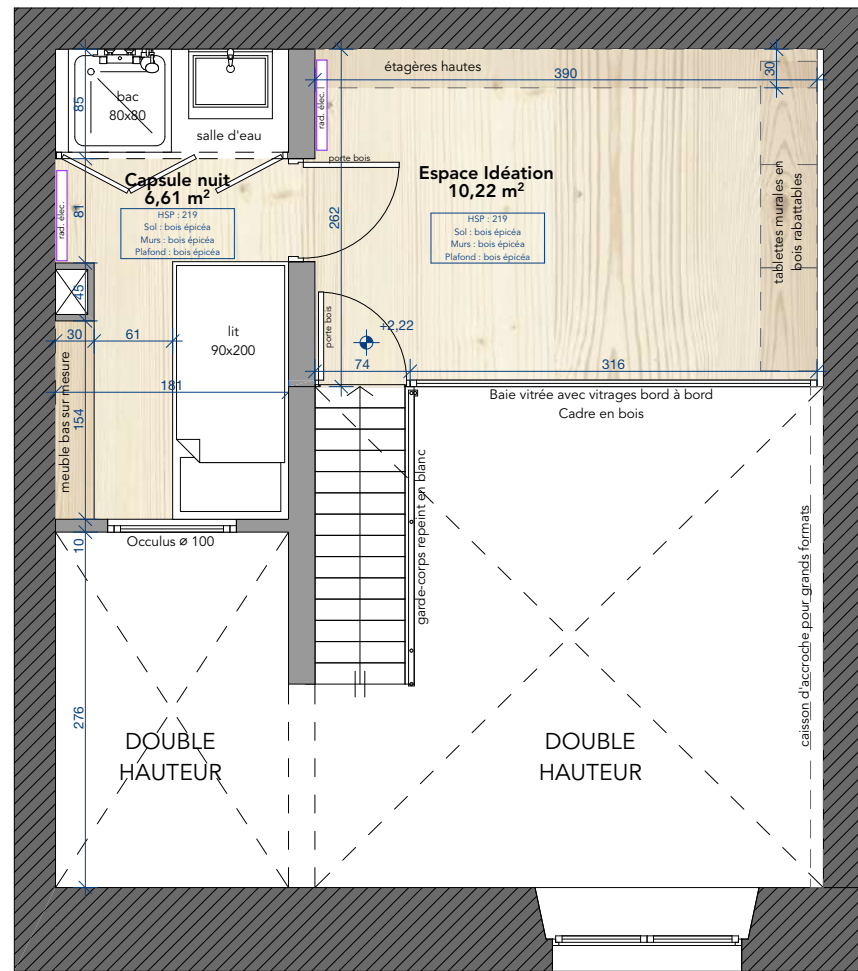 étagères hautes
390
30
85
bac
80x80
salle d'eau
rad. élec.
porte bois
Capsule nuit
6,61 m²
HSP : 219
Sol : bois épicéa
Murs : bois épicéa
Plafond : bois épicéa
Espace Idéation
10,22 m²
HSP : 219
Sol : bois épicéa
Murs : bois épicéa
Plafond : bois épicéa
tablettes murales en
bois rabattables
rad. élec.
81
262
45
lit
90x200
porte bois
+2,22
30
61
74
316
181
meuble bas sur mesure
154
Baie vitrée avec vitrages bord à bord
Cadre en bois
garde-corps repeint en blanc
10
Occulus ø 100
caisson d'accroche pour grands formats
276
DOUBLE
HAUTEUR
DOUBLE
HAUTEUR